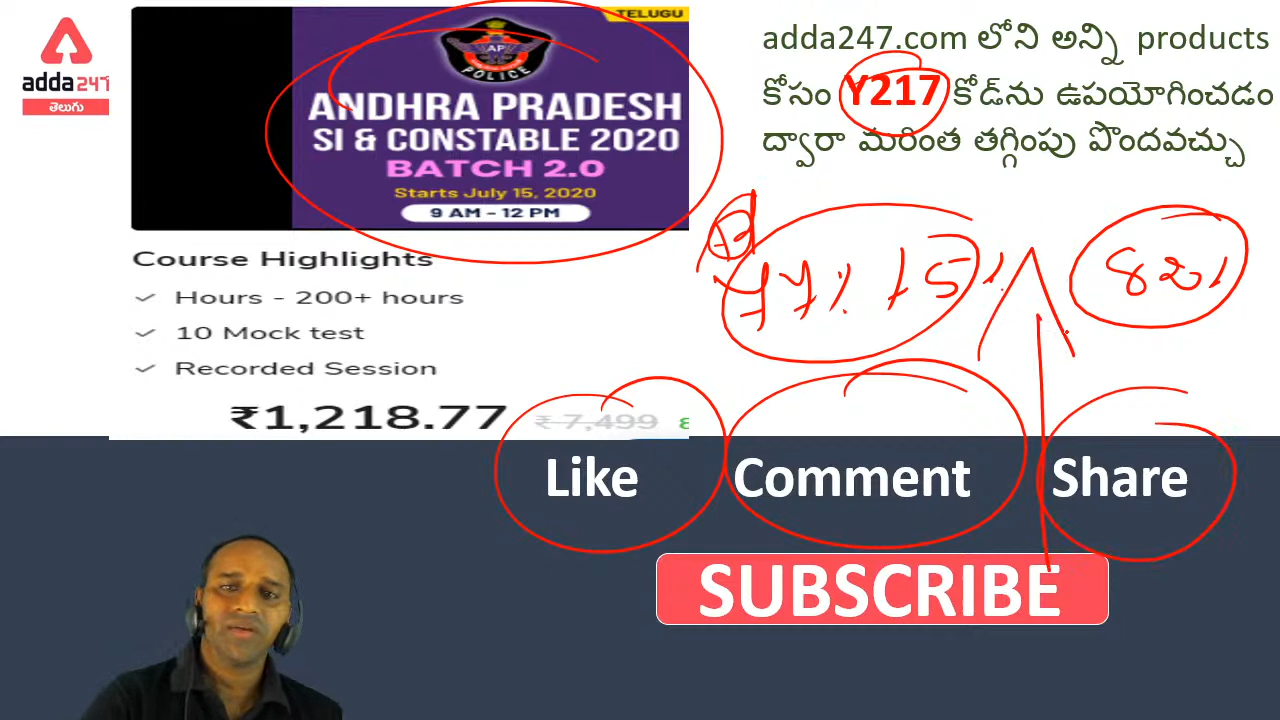 adda247
తెలుగు
TELUGU
AP
POLICE
ANDHRA PRADESH
SI & CONSTABLE 2020
BATCH 2.0
Starts July 15, 2020
9 AM - 12 PM
Course Highlights
Hours - 200+ hours
10 Mock test
Recorded Session
₹1,218.77 ₹ 7,499
adda247.com లోని అన్ని products
కోసం Y217 కోడ్‌ను ఉపయోగించడం
ద్వారా మరింత తగ్గింపు పొందవచ్చు
Like Comment Share
SUBSCRIBE